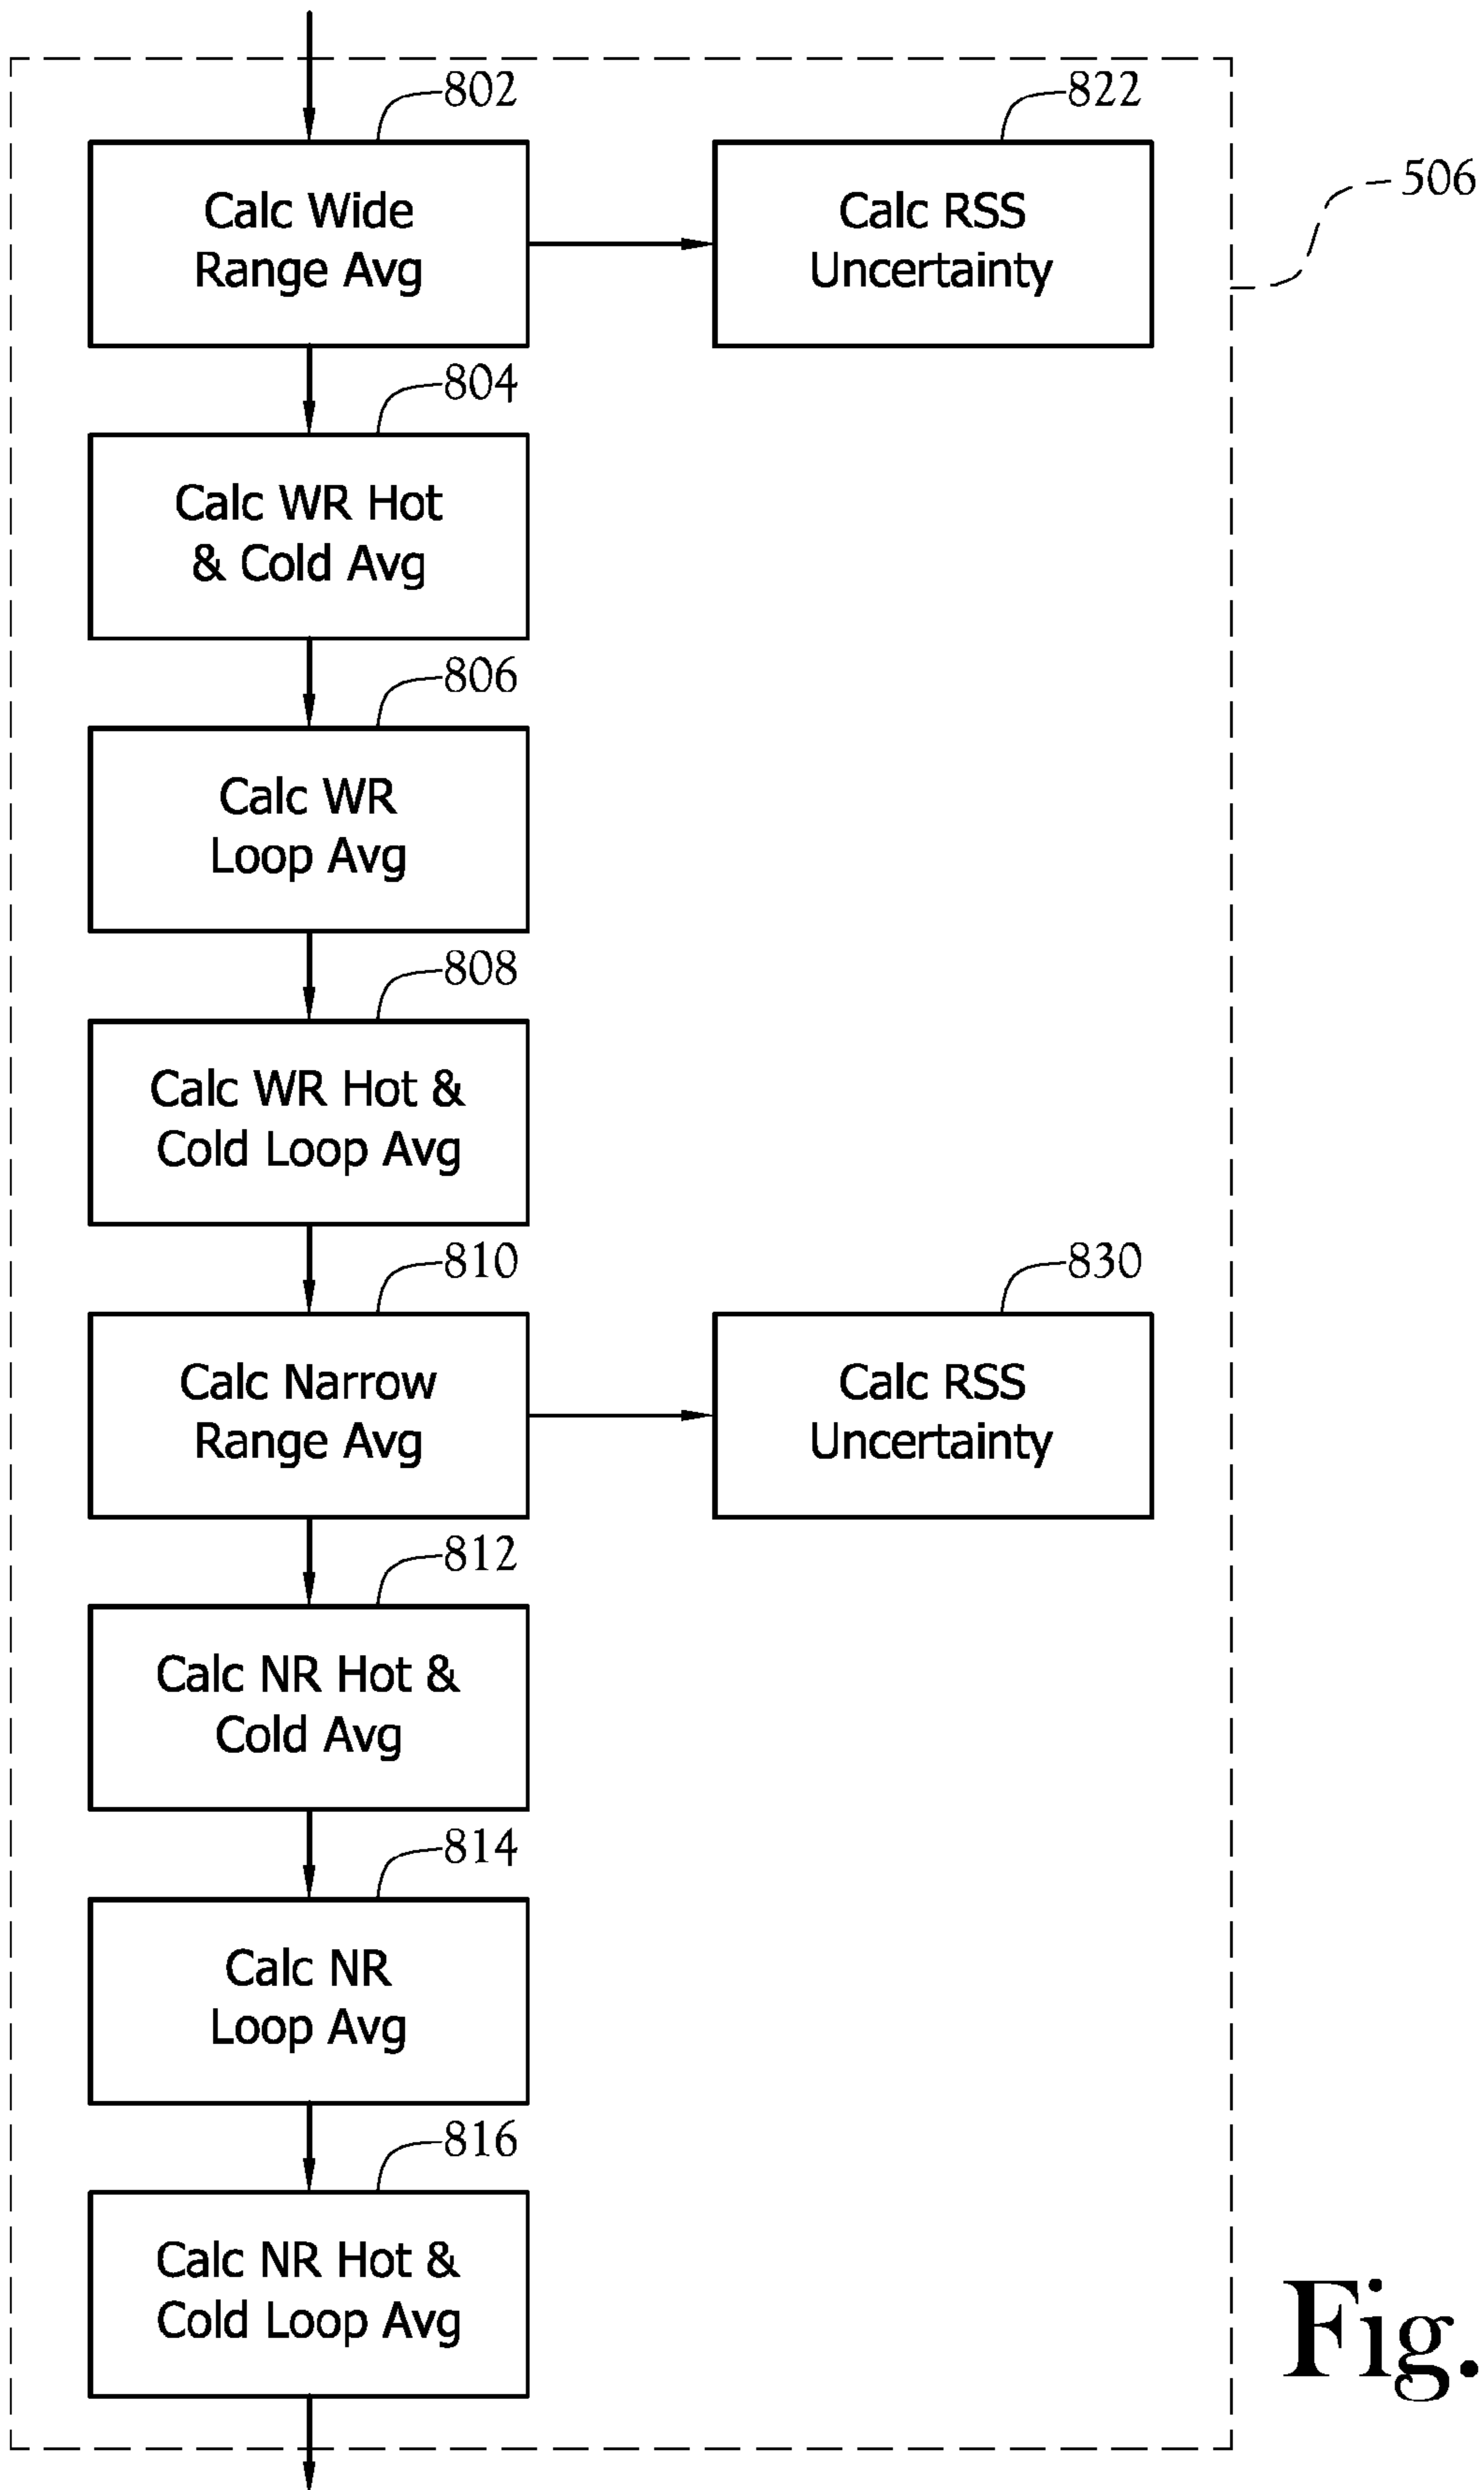 802
822
506
Calc Wide
Range Avg
Calc RSS
Uncertainty
804
Calc WR Hot
& Cold Avg
806
Calc WR
Loop Avg
808
Calc WR Hot &
Cold Loop Avg
810
830
Calc Narrow
Range Avg
Calc RSS
Uncertainty
812
Calc NR Hot &
Cold Avg
814
Calc NR
Loop Avg
816
Calc NR Hot &
Cold Loop Avg
Fig.